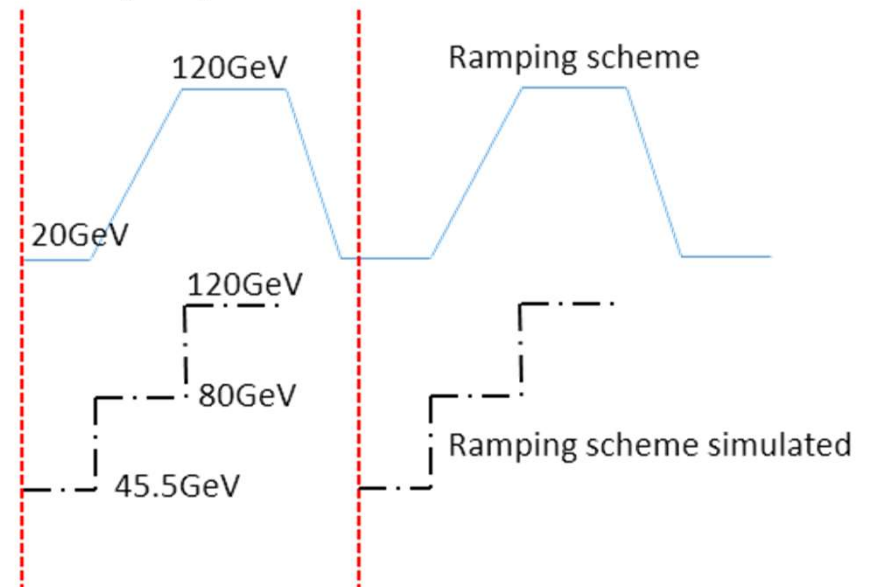 120GeV
Ramping scheme
20GeV
120GeV
80GeV
Ramping scheme simulated
45.5GeV